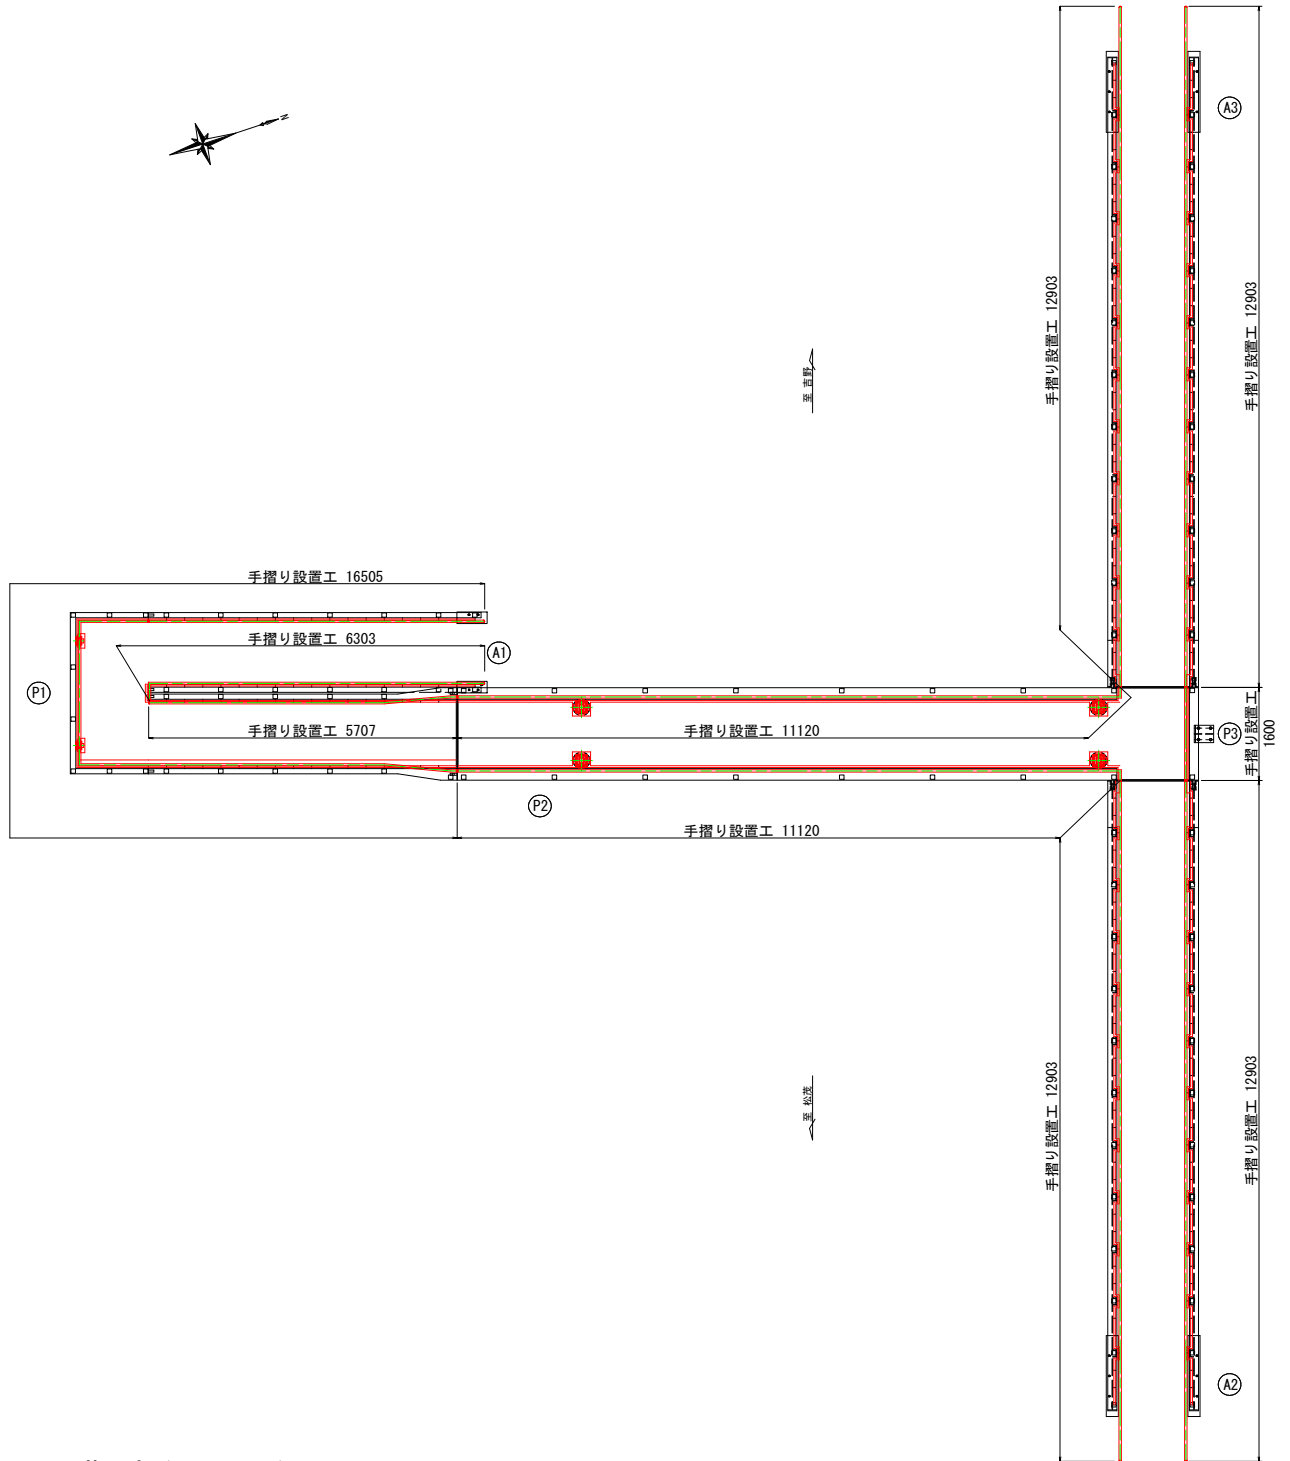 A3
N
手摺り設置工 12903
手摺り設置工 12903
至 吉野
手摺り設置工 16505
手摺り設置工 6303
A1
P1
手摺り設置工 5707
手摺り設置工 11120
手摺り設置工
1600
P3
P2
手摺り設置工 11120
手摺り設置工 12903
手摺り設置工 12903
至 松茂
A2